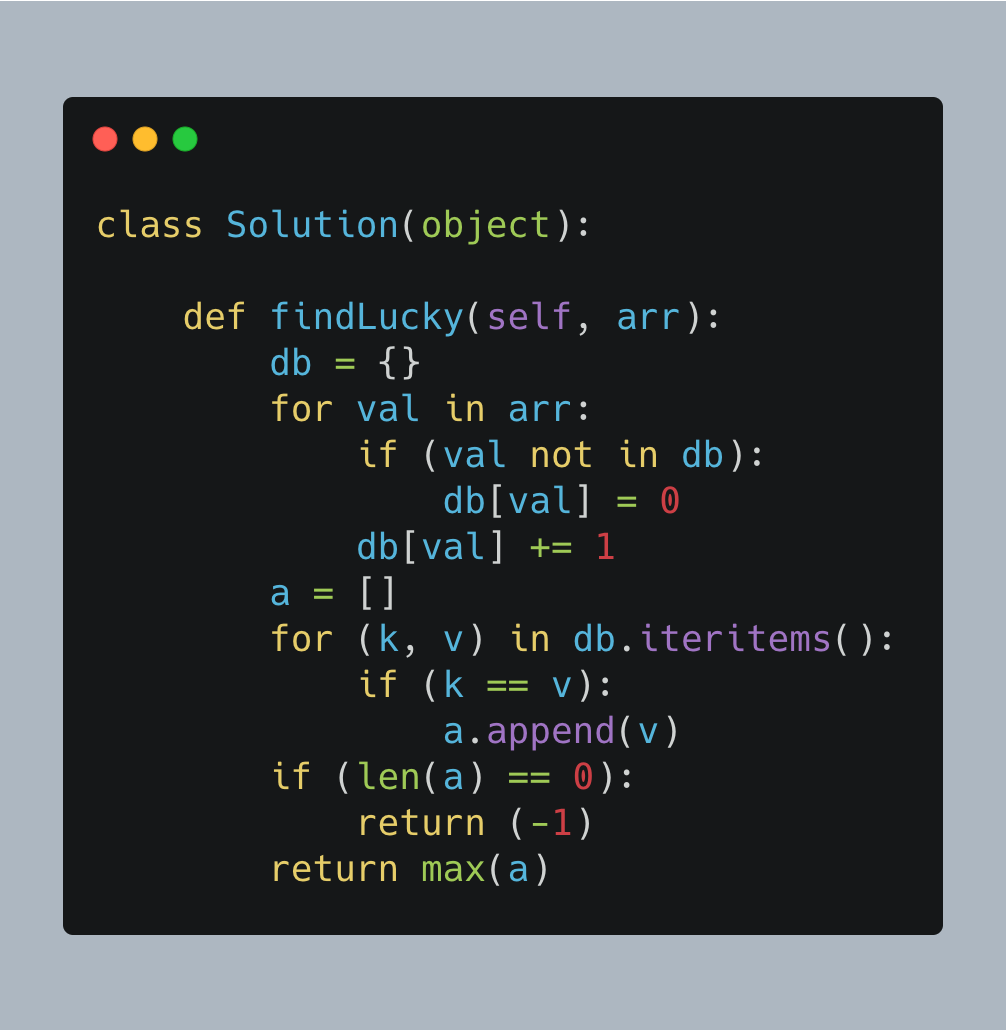 class Solution(object):
    def findLucky(self, arr):
        db = {}
        for val in arr:
            if (val not in db):
                db[val] = 0
            db[val] += 1
        a = []
        for (k, v) in db.iteritems():
            if (k == v):
                a.append(v)
        if (len(a) == 0):
            return (-1)
        return max(a)